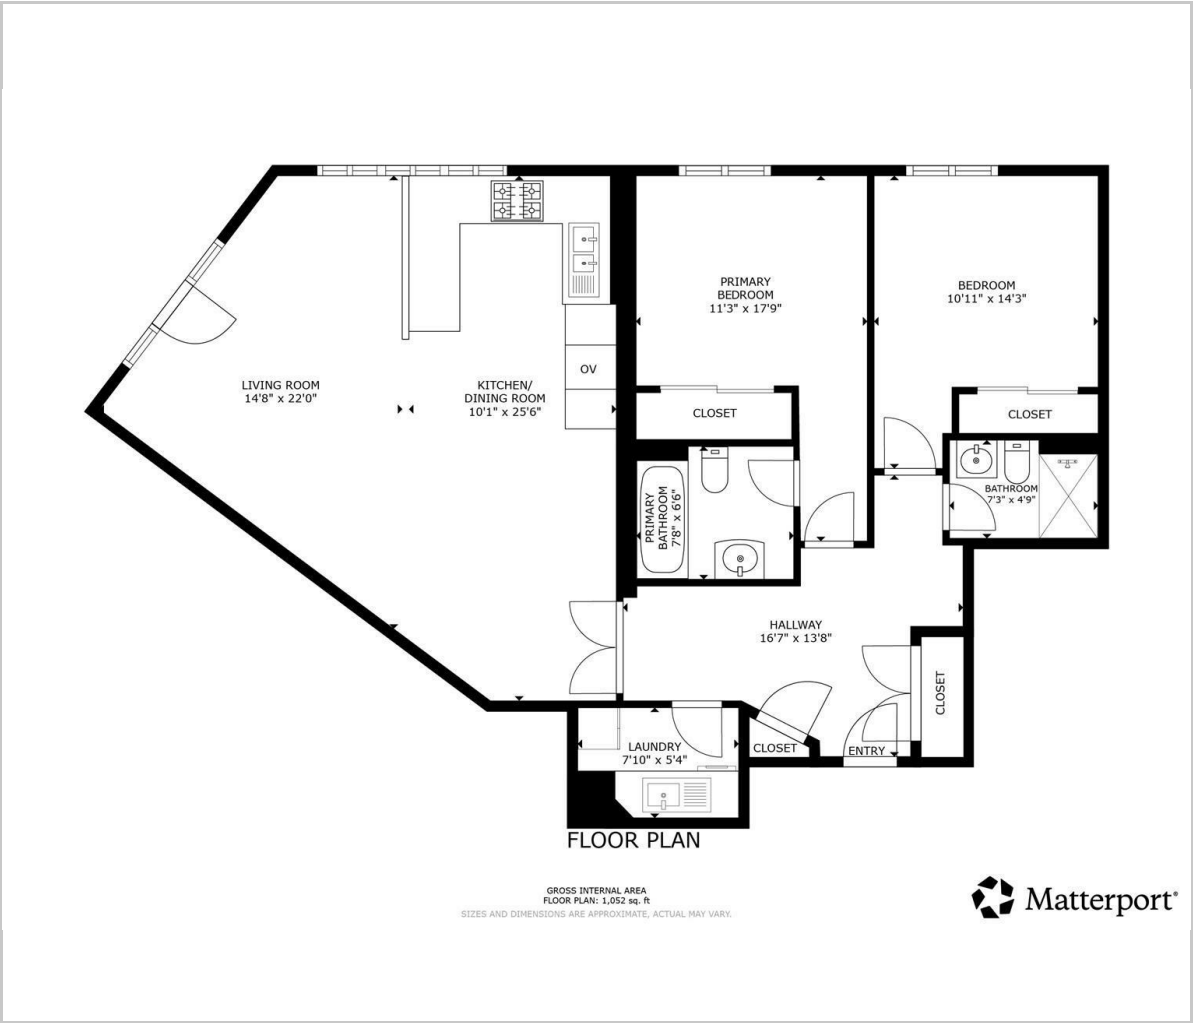 PRIMARY
BEDROOM
11'3" x 17'9"
BEDROOM
10'11" x 14'3"
LIVING ROOM
14'8" x 22'0"
KITCHEN/
DINING ROOM
10'1" x 25'6"
OV
CLOSET
CLOSET
PRIMARY
BATHROOM
7'8" x 6'6"
BATHROOM
7'3" x 4'9"
HALLWAY
16'7" x 13'8"
CLOSET
LAUNDRY
7'10" x 5'4"
CLOSET
ENTRY
FLOOR PLAN
GROSS INTERNAL AREA
FLOOR PLAN: 1,052 sq. ft
SIZES AND DIMENSIONS ARE APPROXIMATE, ACTUAL MAY VARY.
Matterport®